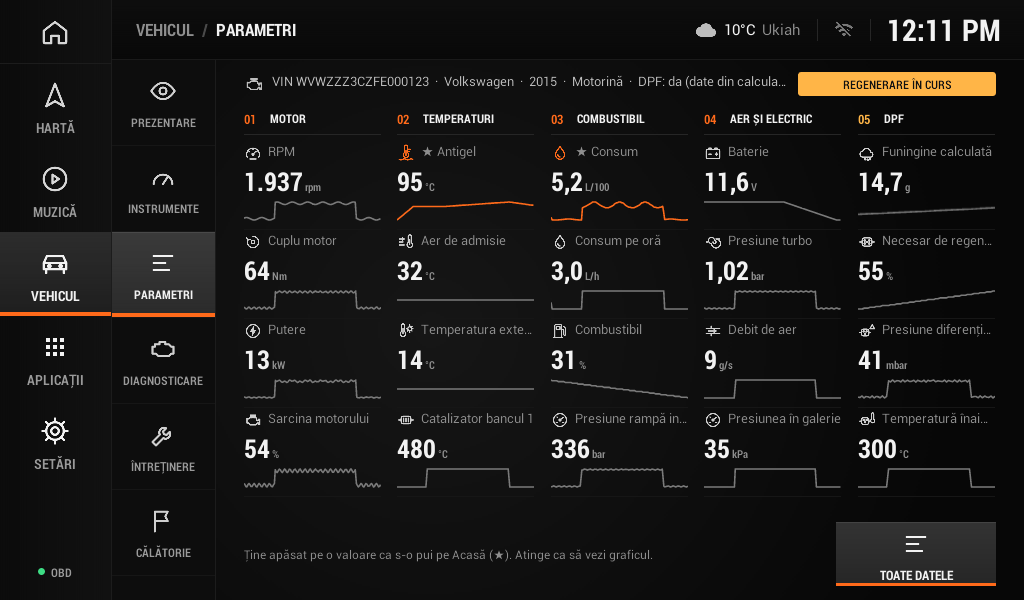 VEHICUL / PARAMETRI
10°C Ukiah
12:11 PM
HARTĂ
MUZICĂ
VEHICUL
APLICAȚII
SETĂRI
OBD
PREZENTARE
INSTRUMENTE
PARAMETRI
DIAGNOSTICARE
ÎNTREȚINERE
CĂLĂTORIE
VIN WVWZZZ3CZFE000123 · Volkswagen · 2015 · Motorină · DPF: da (date din calcula...
REGENERARE ÎN CURS
01 MOTOR
RPM
1.937 rpm
Cuplu motor
64 Nm
Putere
13 kW
Sarcina motorului
54 %
02 TEMPERATURI
★ Antigel
95 °C
Aer de admisie
32 °C
Temperatura exte...
14 °C
Catalizator bancul 1
480 °C
03 COMBUSTIBIL
★ Consum
5,2 L/100
Consum pe oră
3,0 L/h
Combustibil
31 %
Presiune rampă in...
336 bar
04 AER ȘI ELECTRIC
Baterie
11,6 V
Presiune turbo
1,02 bar
Debit de aer
9 g/s
Presiunea în galerie
35 kPa
05 DPF
Funingine calculată
14,7 g
Necesar de regen...
55 %
Presiune diferenți...
41 mbar
Temperatură înai...
300 °C
Ține apăsat pe o valoare ca s-o pui pe Acasă (★). Atinge ca să vezi graficul.
TOATE DATELE